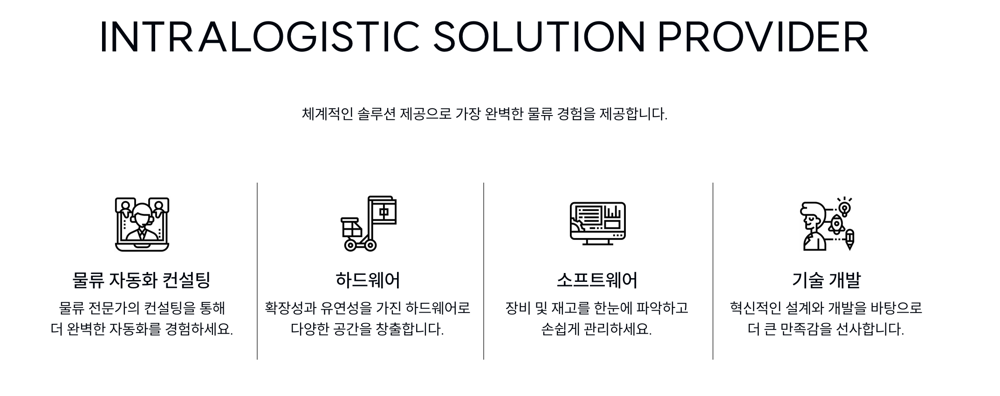 INTRALOGISTIC SOLUTION PROVIDER
체계적인 솔루션 제공으로 가장 완벽한 물류 경험을 제공합니다.
물류 자동화 컨설팅
물류 전문가의 컨설팅을 통해
더 완벽한 자동화를 경험하세요.
하드웨어
확장성과 유연성을 가진 하드웨어로
다양한 공간을 창출합니다.
소프트웨어
장비 및 재고를 한눈에 파악하고
손쉽게 관리하세요.
기술 개발
혁신적인 설계와 개발을 바탕으로
더 큰 만족감을 선사합니다.